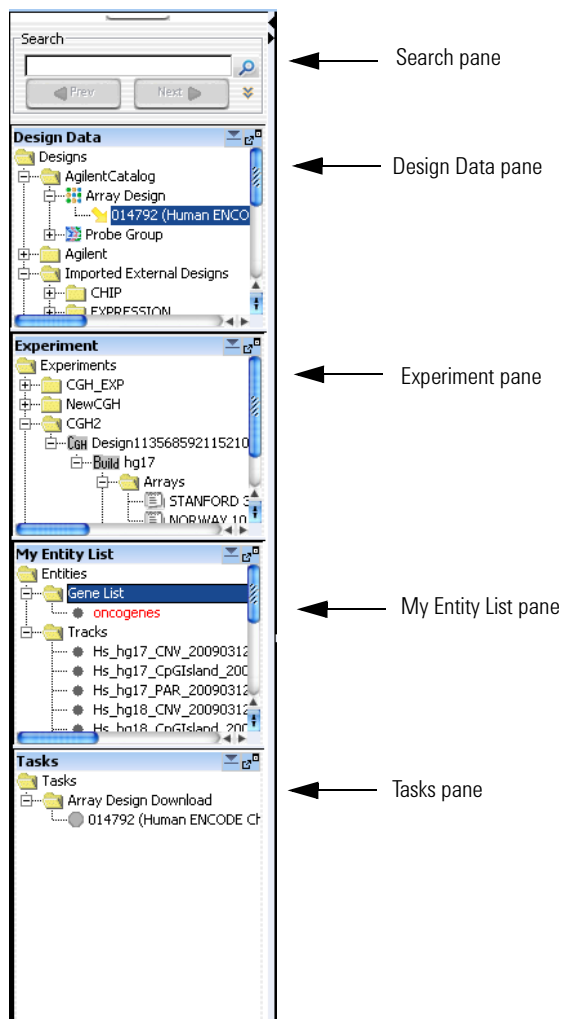 Search
Search pane
Prev
Next
Design Data
Design Data pane
Designs
AgilentCatalog
Array Design
014792 (Human ENCO
Probe Group
Agilent
Imported External Designs
CHIP
EXPRESSION
Experiment
Experiment pane
Experiments
CGH_EXP
NewCGH
CGH2
CGH Design113568592115210
Build hg17
Arrays
STANFORD
NORWAY 10
My Entity List
My Entity List pane
Entities
Gene List
oncogenes
Tracks
Hs_hg17_CNV_20090312
Hs_hg17_CpGIsland_200
Hs_hg17_PAR_20090312
Hs_hg18_CNV_20090312
Hs_hg18_CpGIsland_200
Tasks
Tasks pane
Tasks
Array Design Download
014792 (Human ENCODE Ch